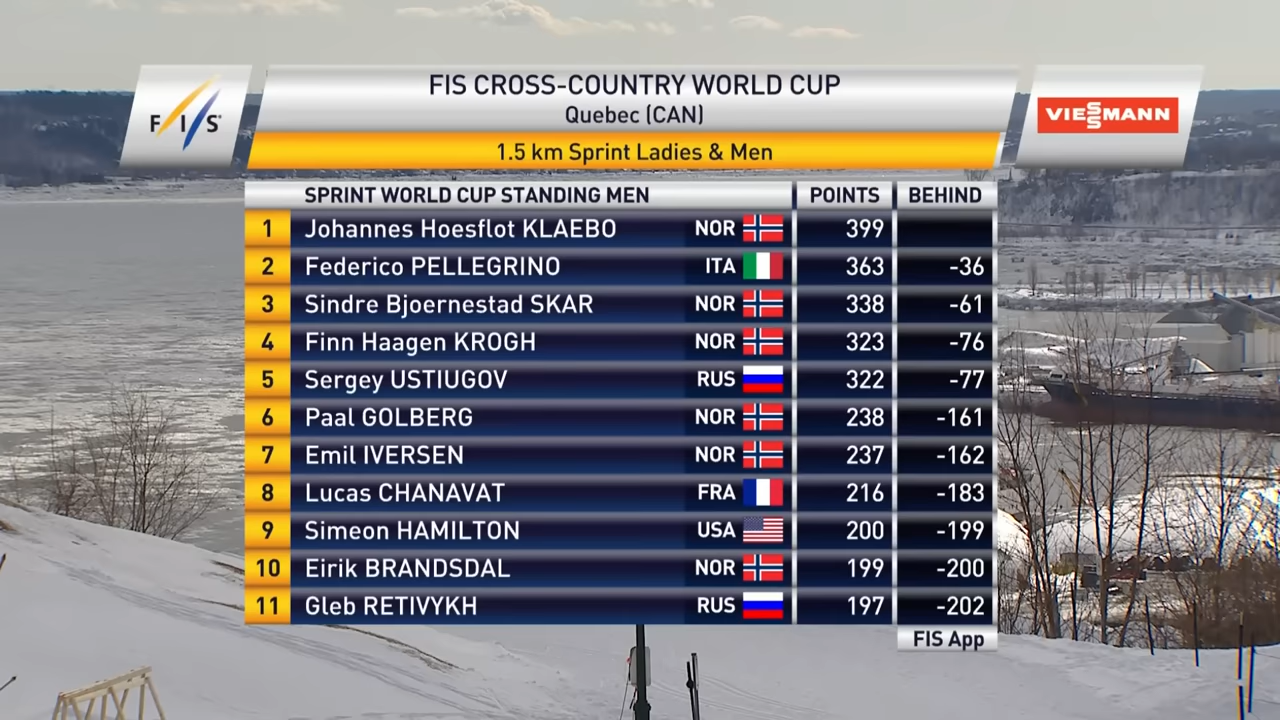 FIS CROSS-COUNTRY WORLD CUP
Quebec (CAN)
FIS
VIESSMANN
1.5 km Sprint Ladies & Men
SPRINT WORLD CUP STANDING MEN POINTS BEHIND
1 Johannes Hoesflot KLAEBO NOR 399
2 Federico PELLEGRINO ITA 363 -36
3 Sindre Bjoernestad SKAR NOR 338 -61
4 Finn Haagen KROGH NOR 323 -76
5 Sergey USTIUGOV RUS 322 -77
6 Paal GOLBERG NOR 238 -161
7 Emil IVERSEN NOR 237 -162
8 Lucas CHANAVAT FRA 216 -183
9 Simeon HAMILTON USA 200 -199
10 Eirik BRANDSDAL NOR 199 -200
11 Gleb RETIVYKH RUS 197 -202
FIS App